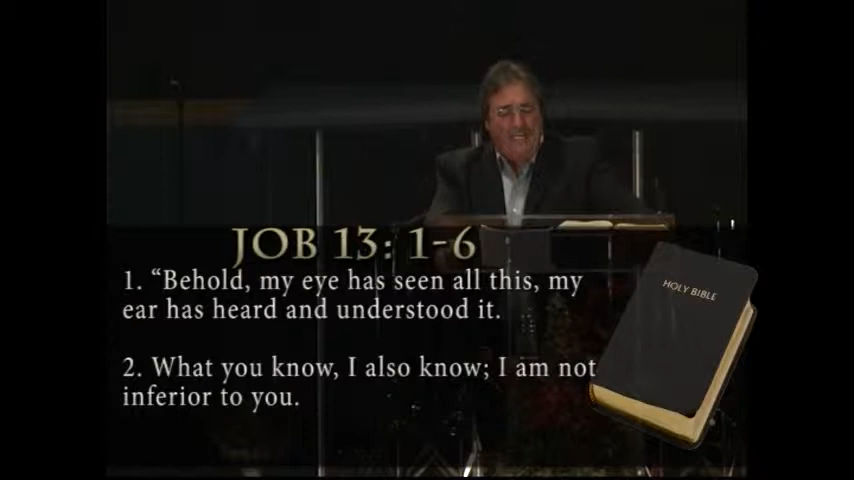 JOB 13: 1-6
1. “Behold, my eye has seen all this, my
ear has heard and understood it.
2. What you know, I also know; I am not
inferior to you.
HOLY BIBLE